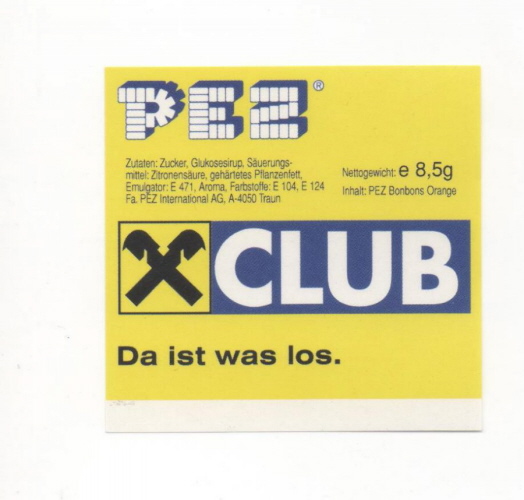 PEZ®
Zutaten: Zucker, Glukosesirup, Säuerungs-
mittel: Zitronensäure, gehärtetes Pflanzenfett,
Emulgator: E 471, Aroma, Farbstoffe: E 104, E 124
Fa. PEZ International AG, A-4050 Traun
Nettogewicht: e 8,5g
Inhalt: PEZ Bonbons Orange
CLUB
Da ist was los.